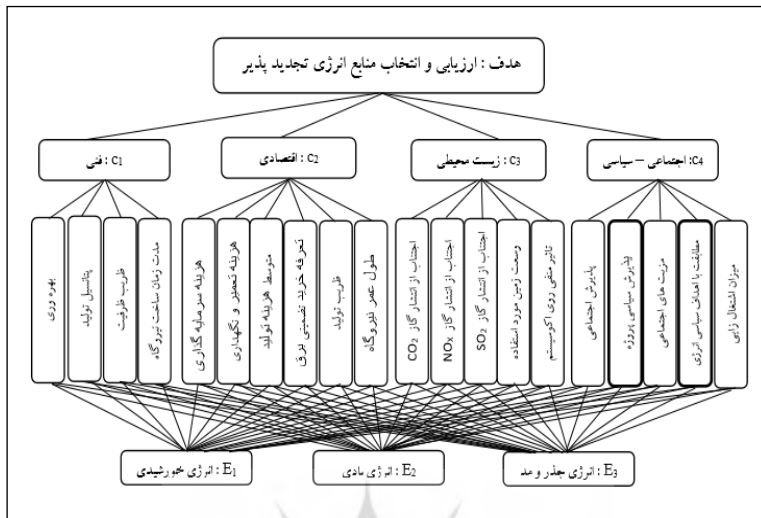 هدف : ارزیابی و انتخاب منابع انرژی تجدید پذیر
C1 : فنی
C2 : اقتصادی
C3 : زیست محیطی
C4: اجتماعی – سیاسی
بهره وری
پتانسیل تولید
ظریب ظرفیت
مدت زمان ساخت نیروگاه
هزینه سرمایه گذاری
هزینه تعمیر و نگهداری
متوسط هزینه تولید
تعرفه خرید تضمینی برق
ظریب تولید
طول عمر نیروگاه
اجتناب از انتشار گاز CO2
اجتناب از انتشار گاز NOx
اجتناب از انتشار گاز SO2
وسعت زمین مورد استفاده
تاثیر منفی روی اکوسیستم
پذیرش اجتماعی
پذیرش سیاسی پروژه
مزیت های اجتماعی
مطابقت با اهداف سیاسی انرژی
میزان اشتغال زایی
E1 : انرژی خورشیدی
E2 : انرژی بادی
E3 : انرژی جذر و مد